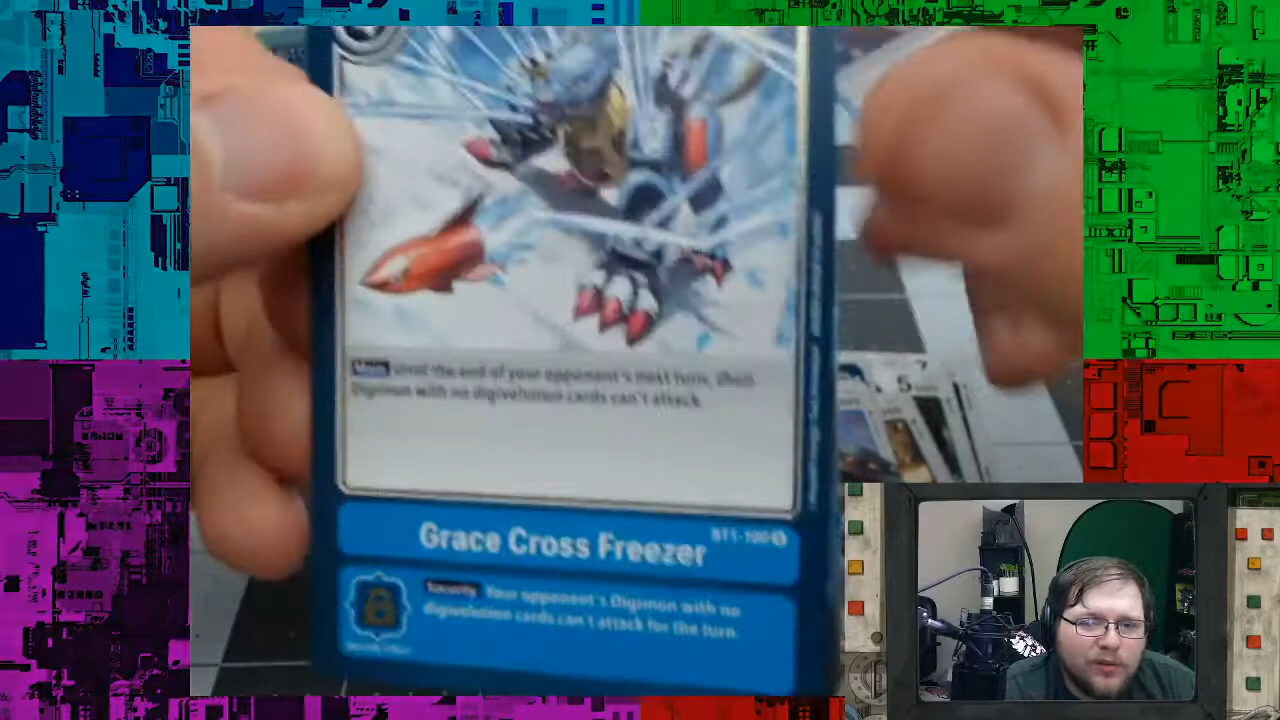 Main Until the end of your opponent's next turn, their
Digimon with no digivolution cards can't attack.
Grace Cross Freezer
BT1-100
Security Your opponent's Digimon with no
digivolution cards can't attack for the turn.
5